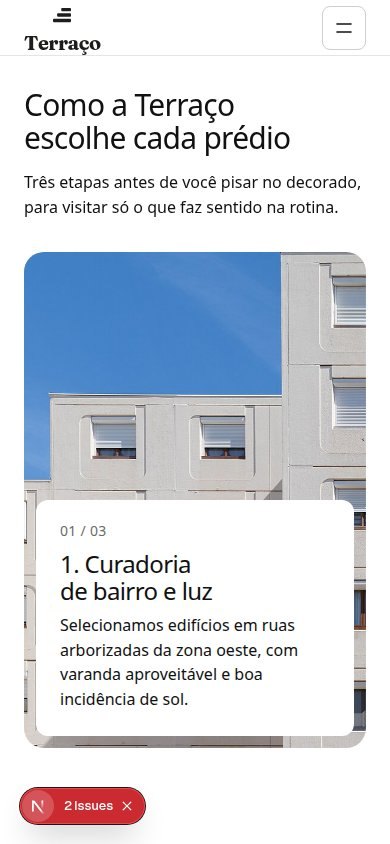 Terraço
Como a Terraço
escolhe cada prédio
Três etapas antes de você pisar no decorado,
para visitar só o que faz sentido na rotina.
01 / 03
1. Curadoria
de bairro e luz
Selecionamos edifícios em ruas
arborizadas da zona oeste, com
varanda aproveitável e boa
incidência de sol.
N 2 Issues